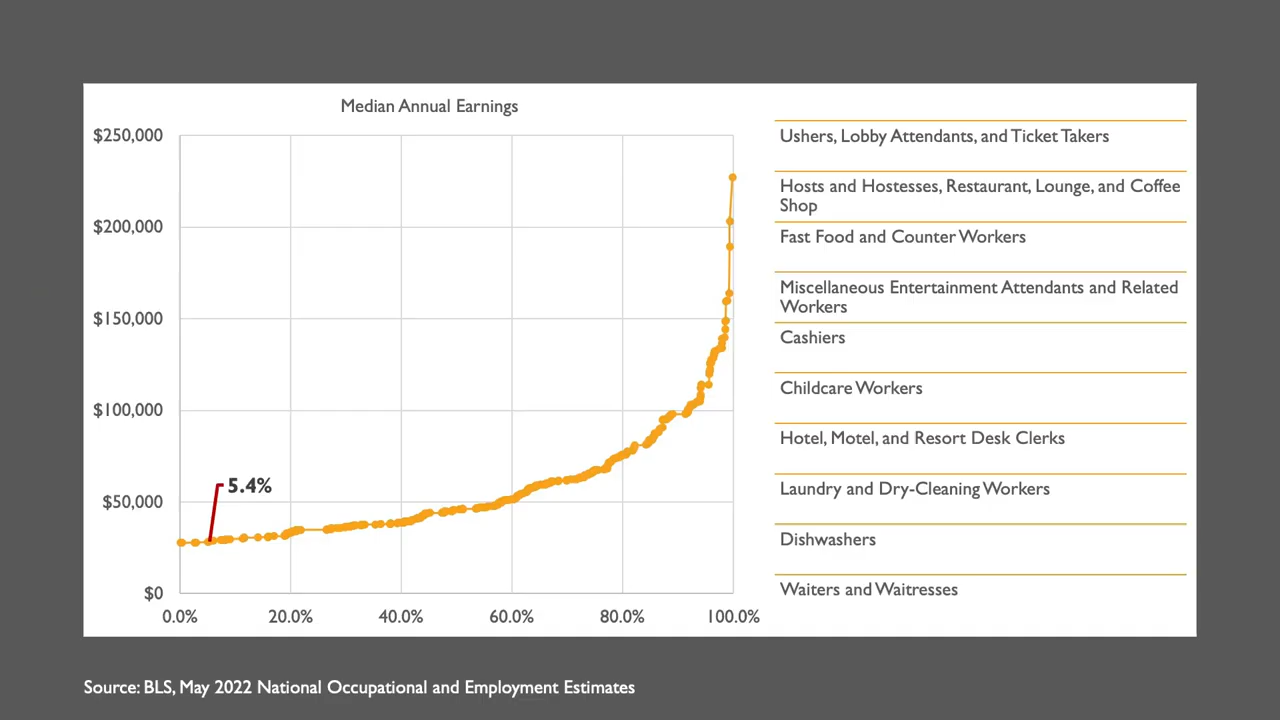 Median Annual Earnings
$250,000
$200,000
$150,000
$100,000
$50,000
$0
5.4%
0.0%
20.0%
40.0%
60.0%
80.0%
100.0%
Ushers, Lobby Attendants, and Ticket Takers
Hosts and Hostesses, Restaurant, Lounge, and Coffee
Shop
Fast Food and Counter Workers
Miscellaneous Entertainment Attendants and Related
Workers
Cashiers
Childcare Workers
Hotel, Motel, and Resort Desk Clerks
Laundry and Dry-Cleaning Workers
Dishwashers
Waiters and Waitresses
Source: BLS, May 2022 National Occupational and Employment Estimates